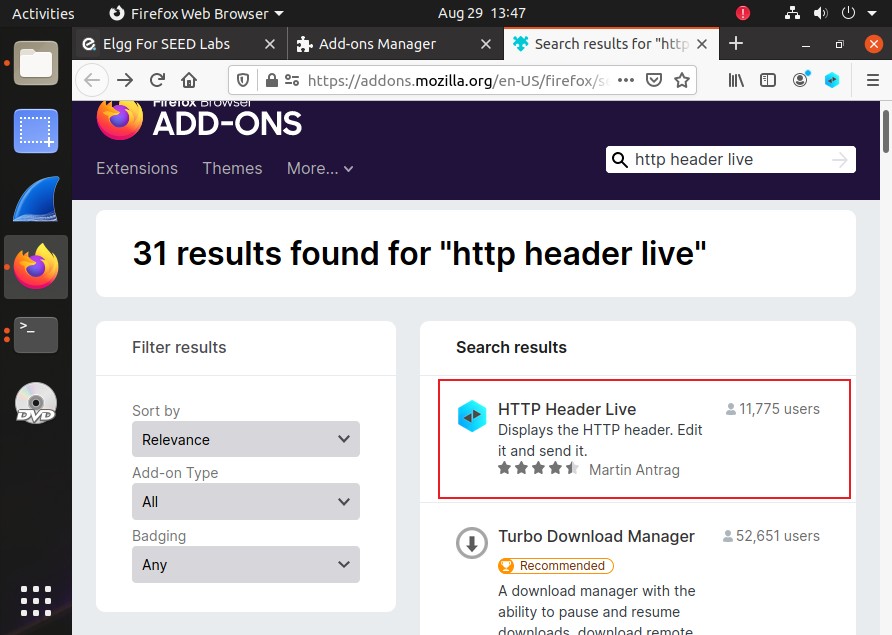 Activities
Firefox Web Browser
Aug 29 13:47
Elgg For SEED Labs
Add-ons Manager
Search results for "http
https://addons.mozilla.org/en-US/firefox/se
Firefox Browser
ADD-ONS
Extensions
Themes
More...
http header live
31 results found for "http header live"
Filter results
Sort by
Relevance
Add-on Type
All
Badging
Any
Search results
HTTP Header Live
11,775 users
Displays the HTTP header. Edit
it and send it.
Martin Antrag
Turbo Download Manager
52,651 users
Recommended
A download manager with the
ability to pause and resume
downloads, download remote
>_
DVD